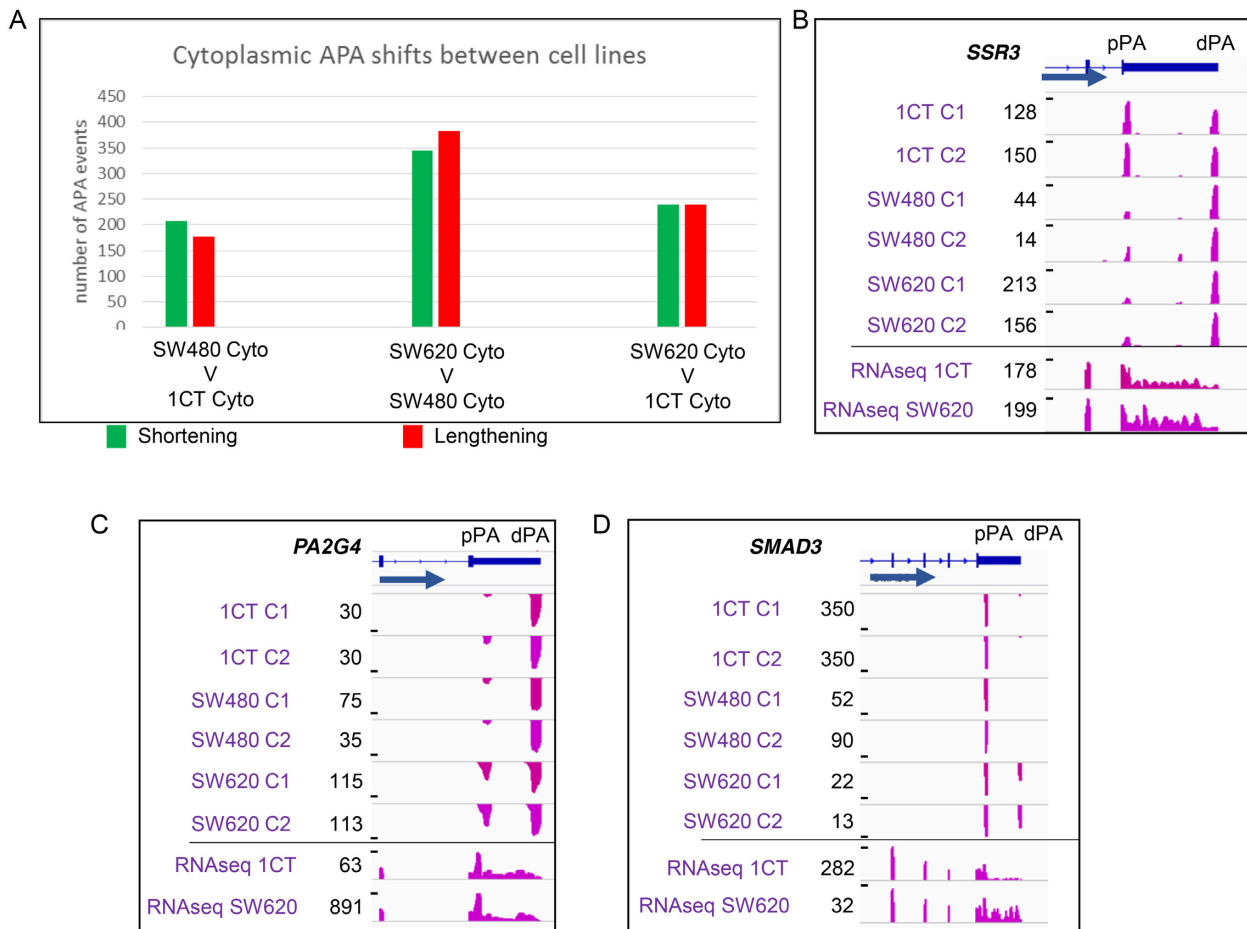 A
Cytoplasmic APA shifts between cell lines
number of APA events
450
400
350
300
250
200
150
100
50
0
SW480 Cyto
V
1CT Cyto
SW620 Cyto
V
SW480 Cyto
SW620 Cyto
V
1CT Cyto
Shortening
Lengthening
B
SSR3 pPA dPA
1CT C1 128
1CT C2 150
SW480 C1 44
SW480 C2 14
SW620 C1 213
SW620 C2 156
RNAseq 1CT 178
RNAseq SW620 199
C
PA2G4 pPA dPA
1CT C1 30
1CT C2 30
SW480 C1 75
SW480 C2 35
SW620 C1 115
SW620 C2 113
RNAseq 1CT 63
RNAseq SW620 891
D
SMAD3 pPA dPA
1CT C1 350
1CT C2 350
SW480 C1 52
SW480 C2 90
SW620 C1 22
SW620 C2 13
RNAseq 1CT 282
RNAseq SW620 32